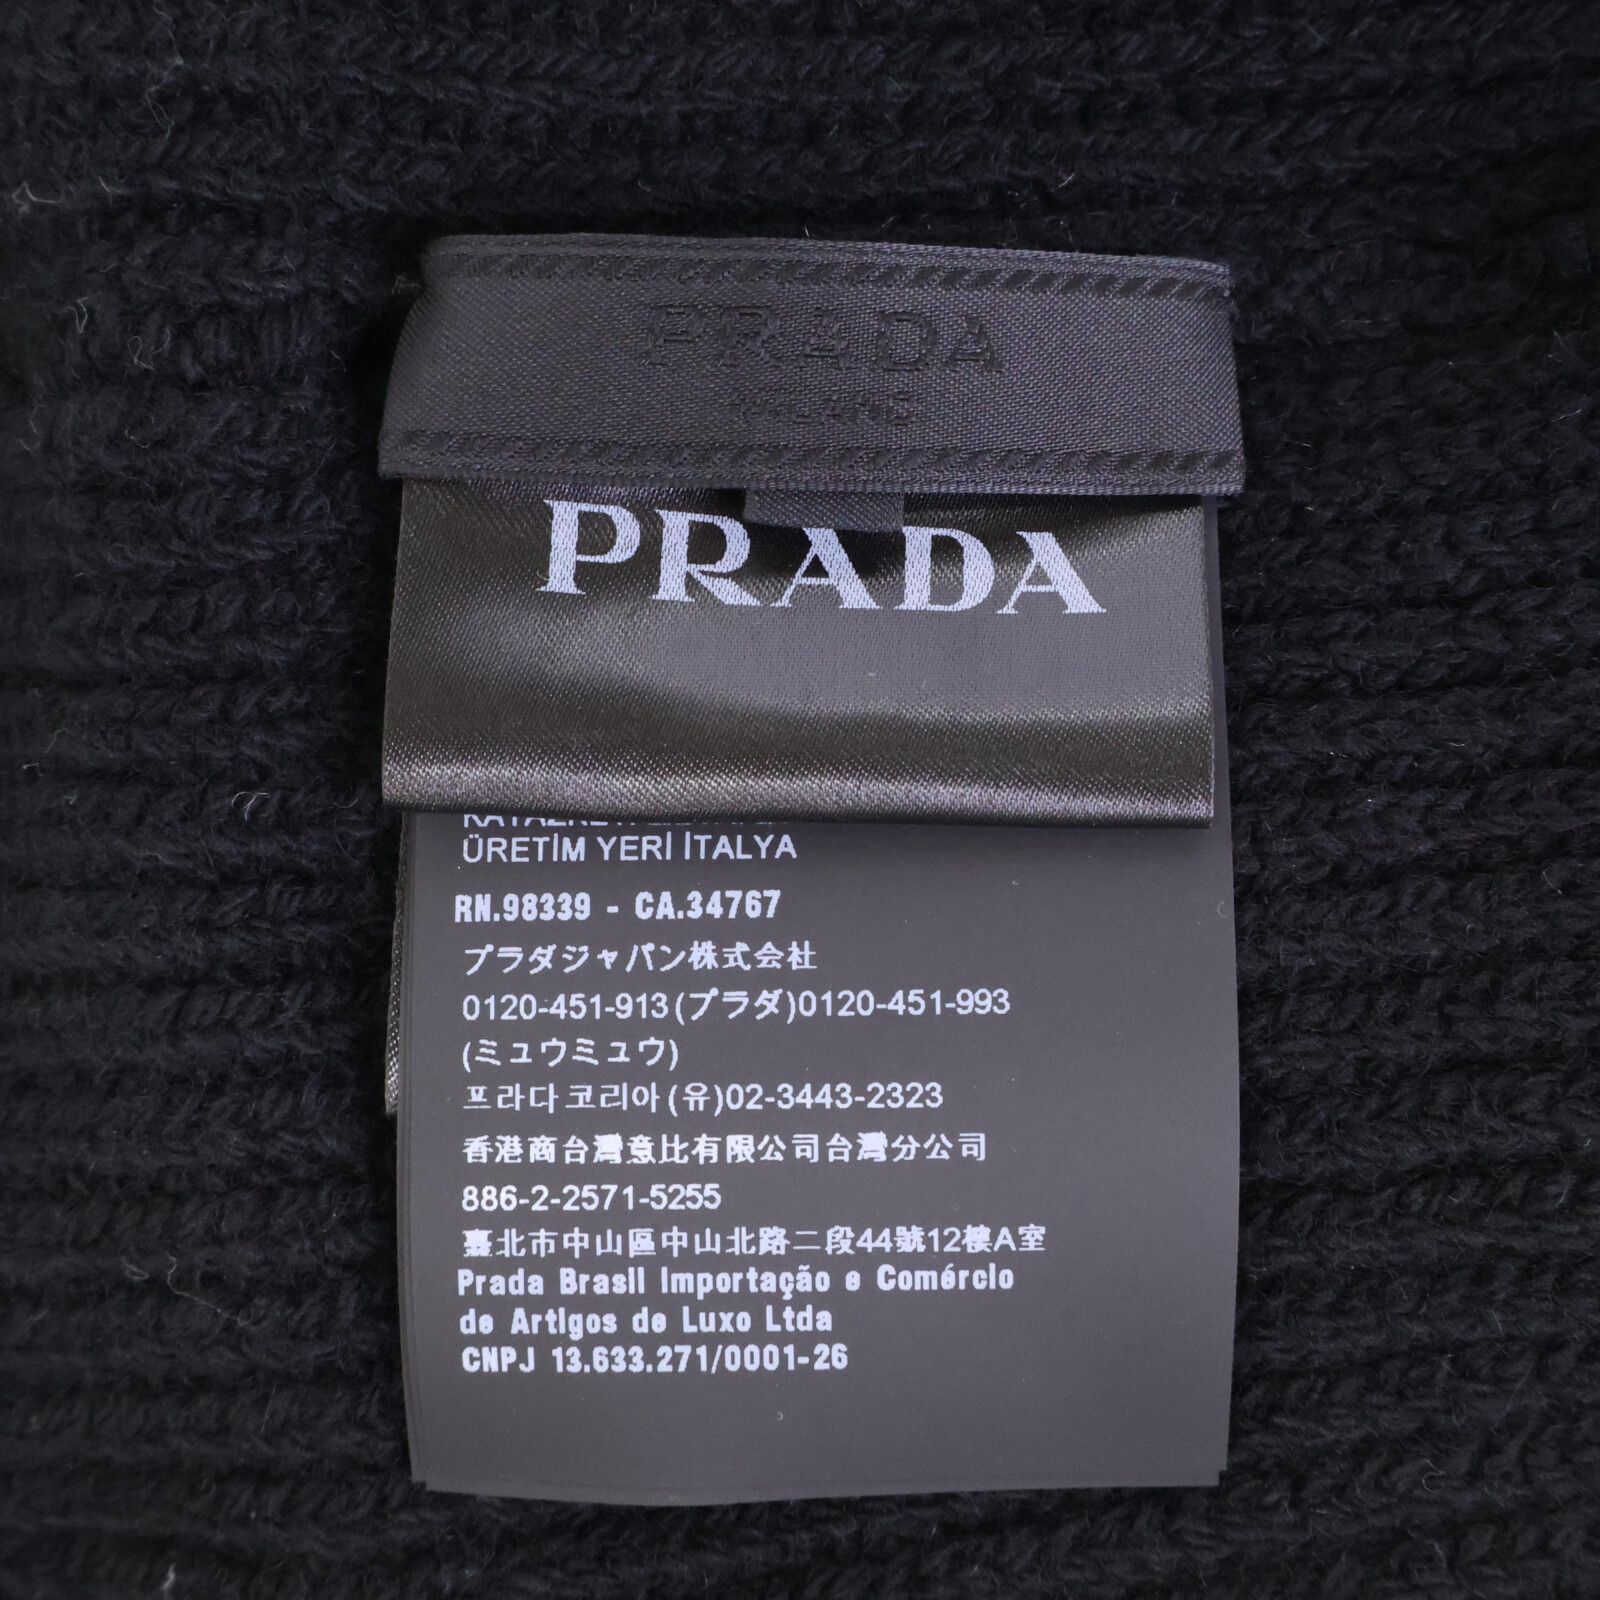 PRADA
MILANO
PRADA
ÜRETİM YERİ İTALYA
RN.98339 - CA.34767
プラダジャパン株式会社
0120-451-913(プラダ)0120-451-993
(ミュウミュウ)
프라다코리아(유)02-3443-2323
香港商台灣意比有限公司台灣分公司
886-2-2571-5255
臺北市中山區中山北路二段44號12樓A室
Prada Brasil Importação e Comércio
de Artigos de Luxo Ltda
CNPJ 13.633.271/0001-26